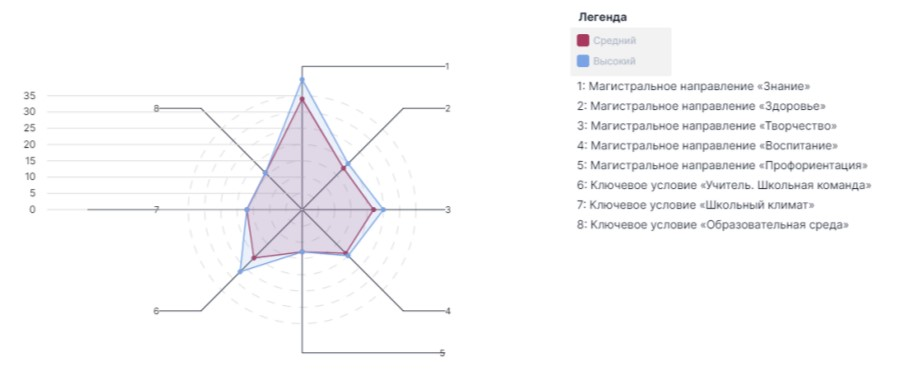 Легенда
Средний
Высокий
1: Магистральное направление «Знание»
2: Магистральное направление «Здоровье»
3: Магистральное направление «Творчество»
4: Магистральное направление «Воспитание»
5: Магистральное направление «Профориентация»
6: Ключевое условие «Учитель. Школьная команда»
7: Ключевое условие «Школьный климат»
8: Ключевое условие «Образовательная среда»
1
8
2
35
30
25
20
15
10
5
0
7
3
6
4
5